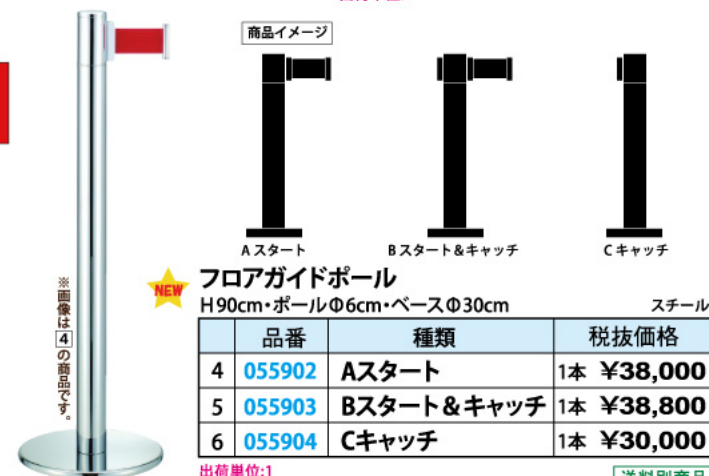 商品イメージ
Aスタート
Bスタート&キャッチ
Cキャッチ
※画像は4の商品です。
NEW
フロアガイドポール
H90cm・ポールΦ6cm・ベースΦ30cm
スチール
品番 種類 税抜価格
4 055902 Aスタート 1本 ¥38,000
5 055903 Bスタート&キャッチ 1本 ¥38,800
6 055904 Cキャッチ 1本 ¥30,000
出荷単位:1
送料別商品